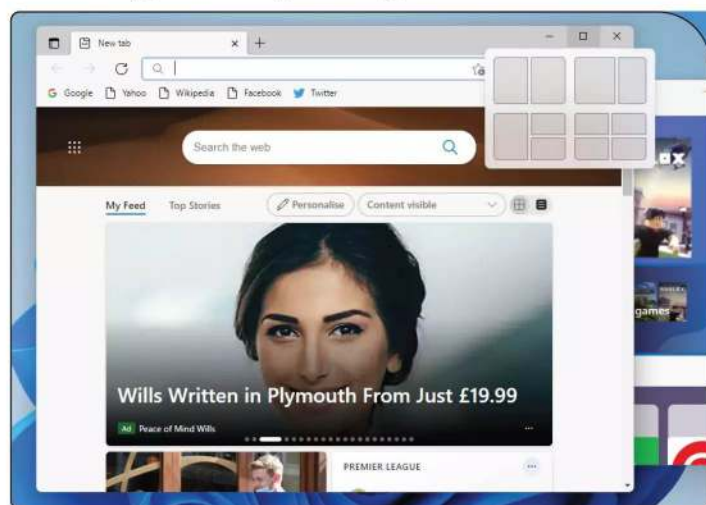 New tab
Google Yahoo Wikipedia Facebook Twitter
Search the web
My Feed Top Stories Personalise Content visible
games
Wills Written in Plymouth From Just £19.99
Ad Peace of Mind Wills
PREMIER LEAGUE